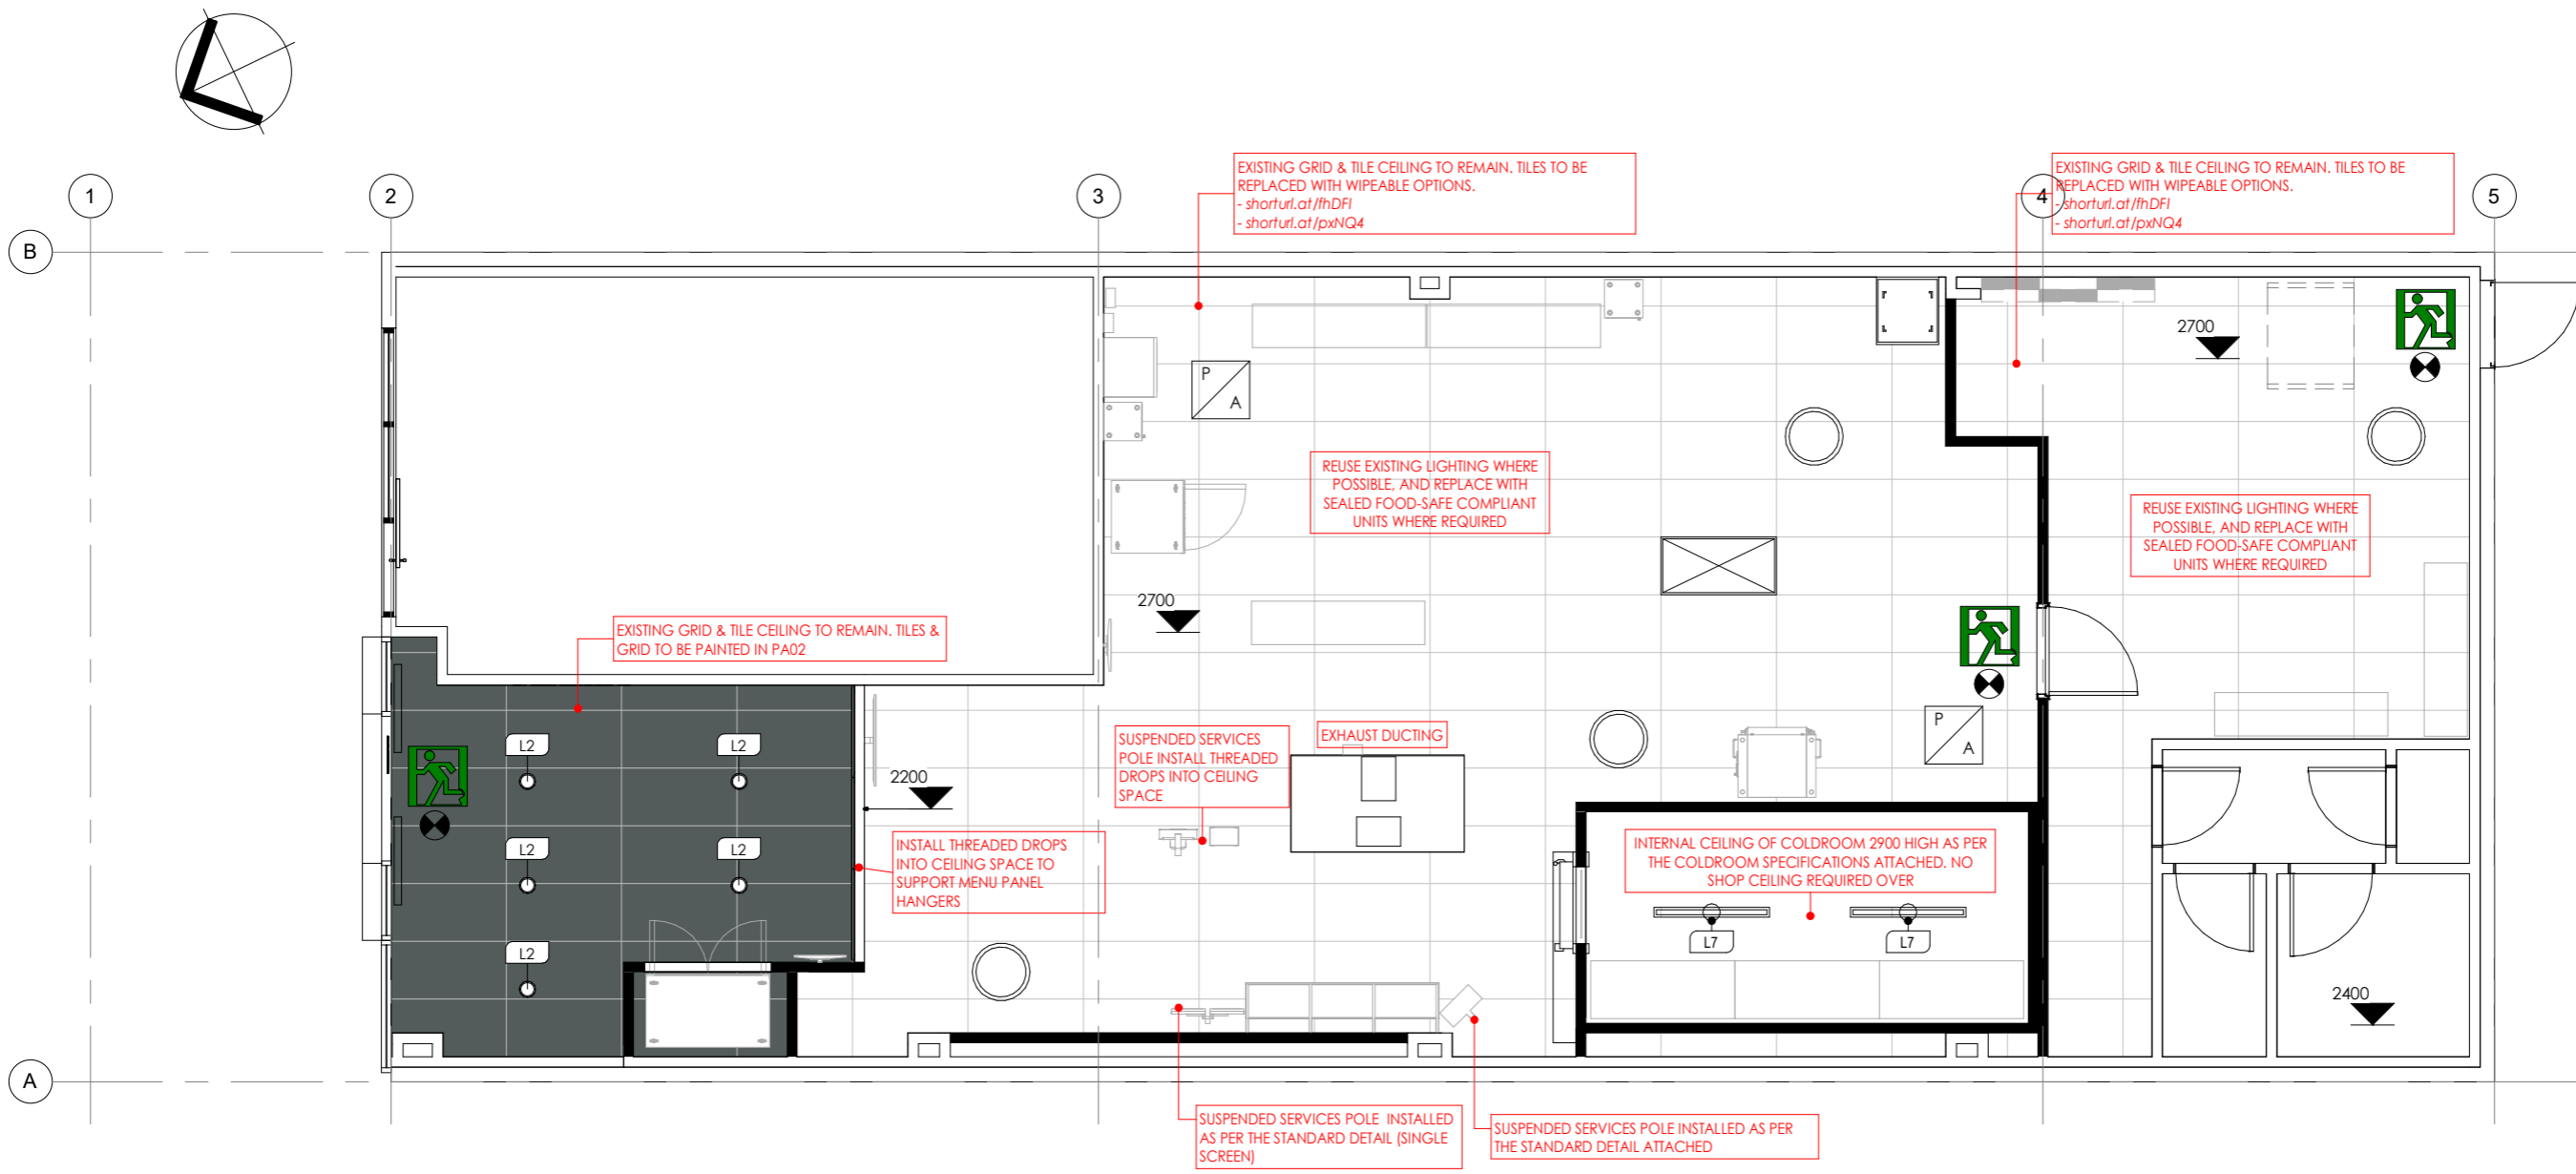 EXISTING GRID & TILE CEILING TO REMAIN. TILES TO BE
REPLACED WITH WIPEABLE OPTIONS.
- shorturl.at/fhDFI
- shorturl.at/pxNQ4
EXISTING GRID & TILE CEILING TO REMAIN. TILES TO BE
REPLACED WITH WIPEABLE OPTIONS.
- shorturl.at/fhDFI
- shorturl.at/pxNQ4
1
2
3
4
5
B
2700
P
A
REUSE EXISTING LIGHTING WHERE
POSSIBLE, AND REPLACE WITH
SEALED FOOD-SAFE COMPLIANT
UNITS WHERE REQUIRED
REUSE EXISTING LIGHTING WHERE
POSSIBLE, AND REPLACE WITH
SEALED FOOD-SAFE COMPLIANT
UNITS WHERE REQUIRED
2700
EXISTING GRID & TILE CEILING TO REMAIN. TILES &
GRID TO BE PAINTED IN PA02
P
A
L2
L2
SUSPENDED SERVICES
POLE INSTALL THREADED
DROPS INTO CEILING
SPACE
EXHAUST DUCTING
2200
L2
L2
INSTALL THREADED DROPS
INTO CEILING SPACE TO
SUPPORT MENU PANEL
HANGERS
INTERNAL CEILING OF COLDROOM 2900 HIGH AS PER
THE COLDROOM SPECIFICATIONS ATTACHED. NO
SHOP CEILING REQUIRED OVER
L7
L7
L2
2400
A
SUSPENDED SERVICES POLE INSTALLED
AS PER THE STANDARD DETAIL (SINGLE
SCREEN)
SUSPENDED SERVICES POLE INSTALLED AS PER
THE STANDARD DETAIL ATTACHED